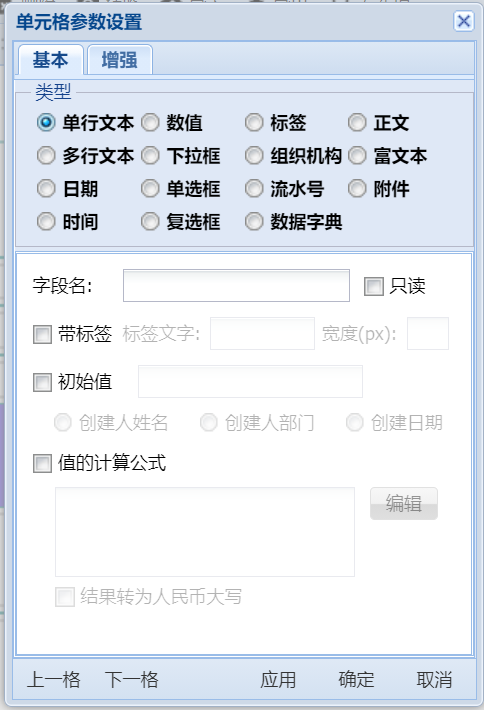 单元格参数设置
基本 增强
类型
单行文本 数值 标签 正文
多行文本 下拉框 组织机构 富文本
日期 单选框 流水号 附件
时间 复选框 数据字典
字段名: 只读
带标签 标签文字: 宽度(px):
初始值
创建人姓名 创建人部门 创建日期
值的计算公式
编辑
结果转为人民币大写
上一格 下一格 应用 确定 取消